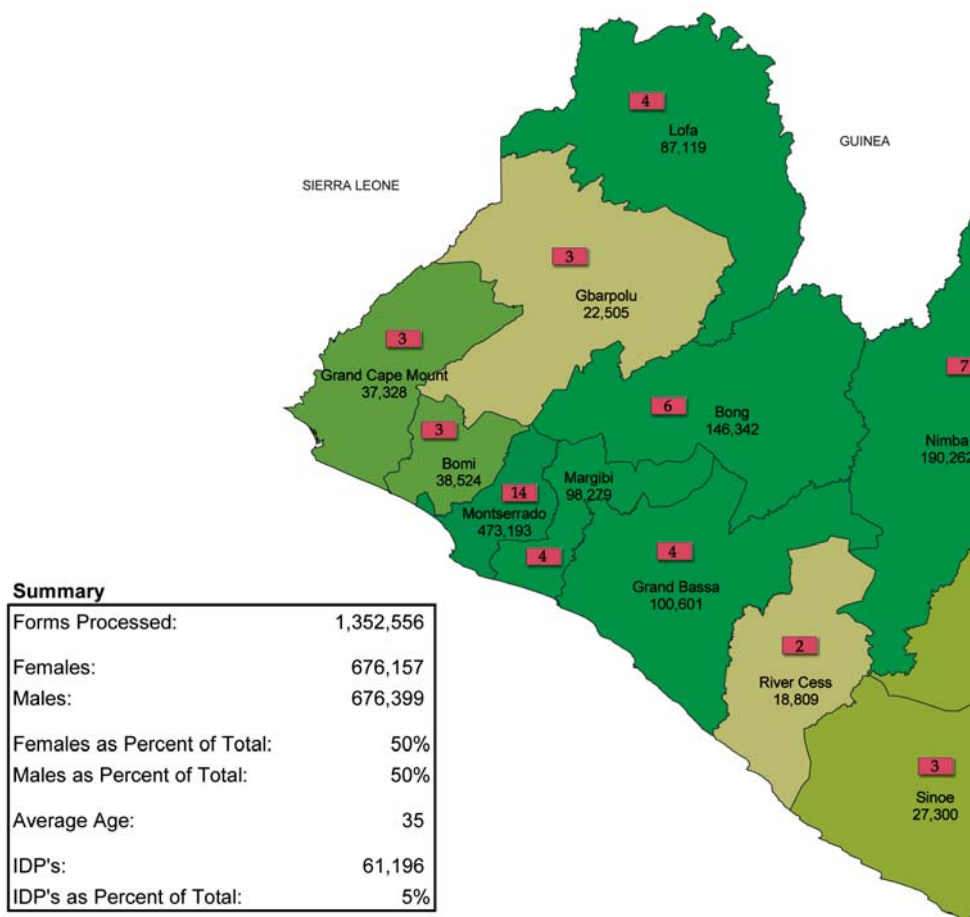 4
Lofa
87,119
GUINEA
SIERRA LEONE
3
Gbarpolu
22,505
3
Grand Cape Mount
37,328
7
Nimba
190,262
6
Bong
146,342
3
Bomi
38,524
14
Montserrado
473,193
Margibi
98,279
4
4
Grand Bassa
100,601
2
River Cess
18,809
3
Sinoe
27,300
Summary
Forms Processed: 1,352,556
Females: 676,157
Males: 676,399
Females as Percent of Total: 50%
Males as Percent of Total: 50%
Average Age: 35
IDP's: 61,196
IDP's as Percent of Total: 5%